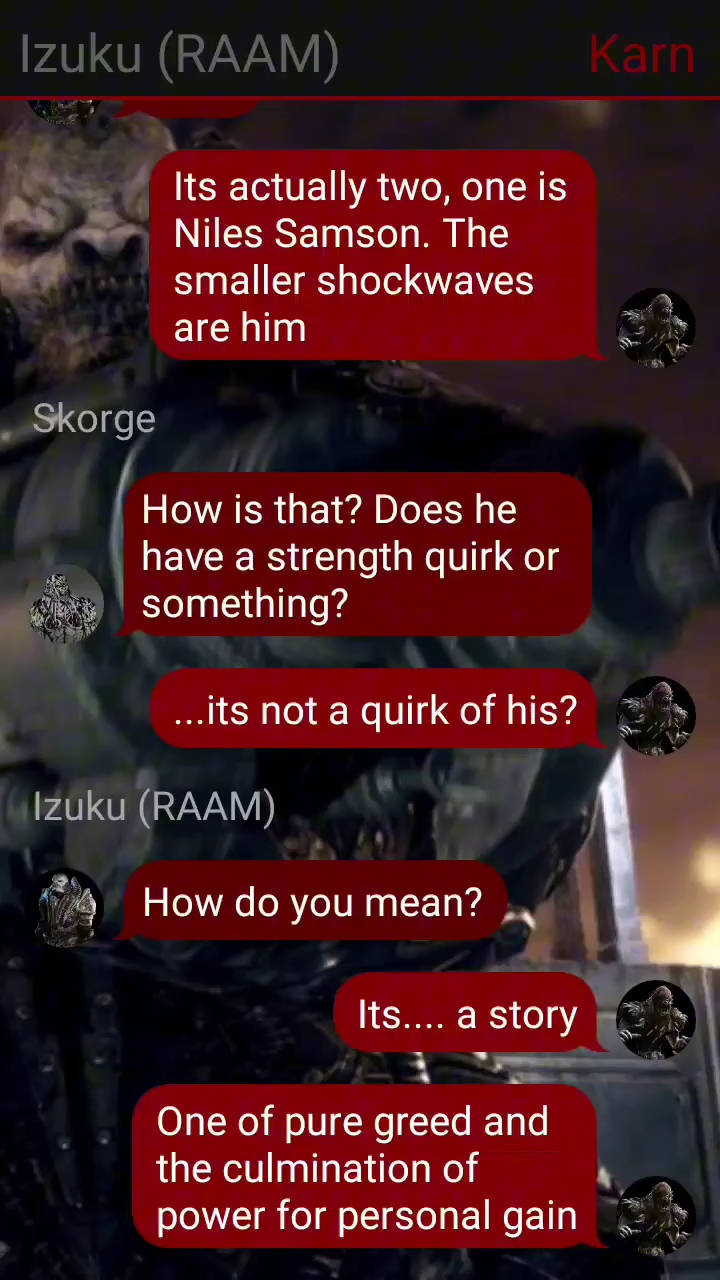 Izuku (RAAM) Karn
Its actually two, one is
Niles Samson. The
smaller shockwaves
are him
Skorge
How is that? Does he
have a strength quirk or
something?
...its not a quirk of his?
Izuku (RAAM)
How do you mean?
Its.... a story
One of pure greed and
the culmination of
power for personal gain